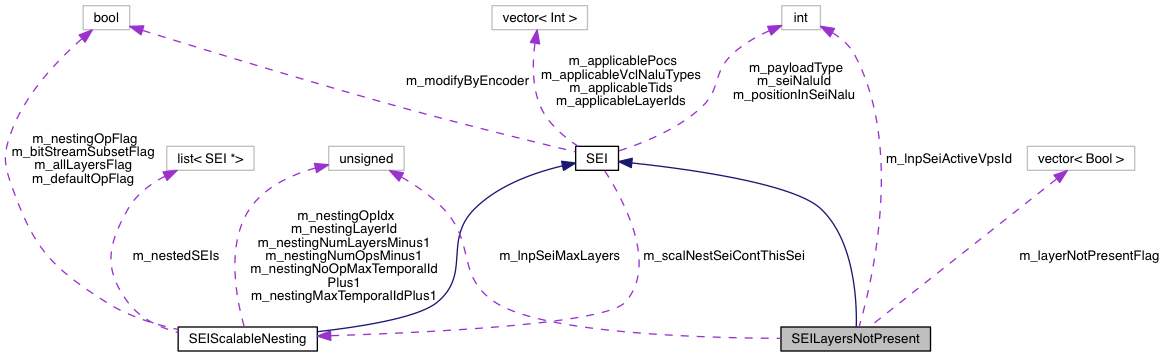 bool
vector< Int >
int
m_modifyByEncoder
m_applicablePocs
m_applicableVclNaluTypes
m_applicableTids
m_applicableLayerIds
m_payloadType
m_seiNaluId
m_positionInSeiNalu
m_nestingOpFlag
m_bitStreamSubsetFlag
m_allLayersFlag
m_defaultOpFlag
list< SEI *>
unsigned
SEI
m_lnpSeiActiveVpsId
vector< Bool >
m_nestedSEIs
m_nestingOpIdx
m_nestingLayerId
m_nestingNumLayersMinus1
m_nestingNumOpsMinus1
m_nestingNoOpMaxTemporalId
Plus1
m_nestingMaxTemporalIdPlus1
m_lnpSeiMaxLayers
m_scalNestSeiContThisSei
m_layerNotPresentFlag
SEIScalableNesting
SEILayersNotPresent